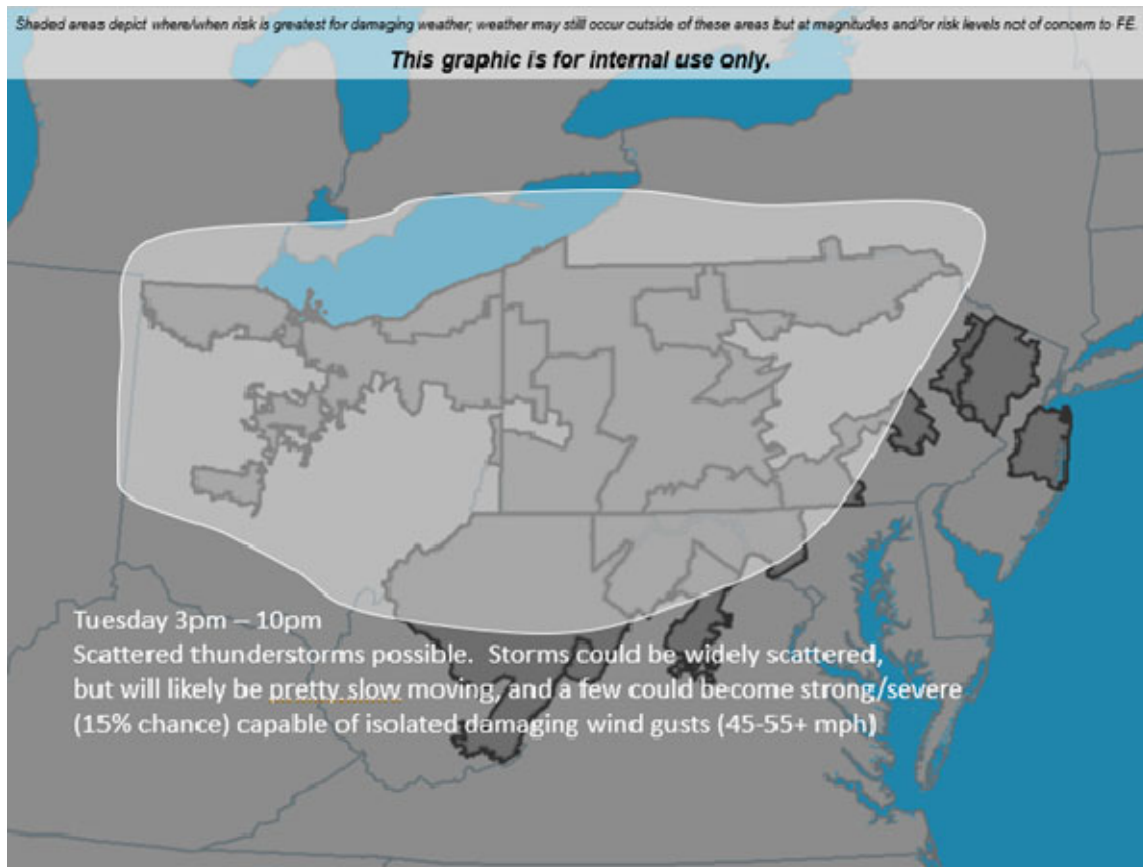 Shaded areas depict where/when risk is greatest for damaging weather; weather may still occur outside of these areas but at magnitudes and/or risk levels not of concern to FE.
This graphic is for internal use only.
Tuesday 3pm – 10pm
Scattered thunderstorms possible.  Storms could be widely scattered,
but will likely be pretty slow moving, and a few could become strong/severe
(15% chance) capable of isolated damaging wind gusts (45-55+ mph)